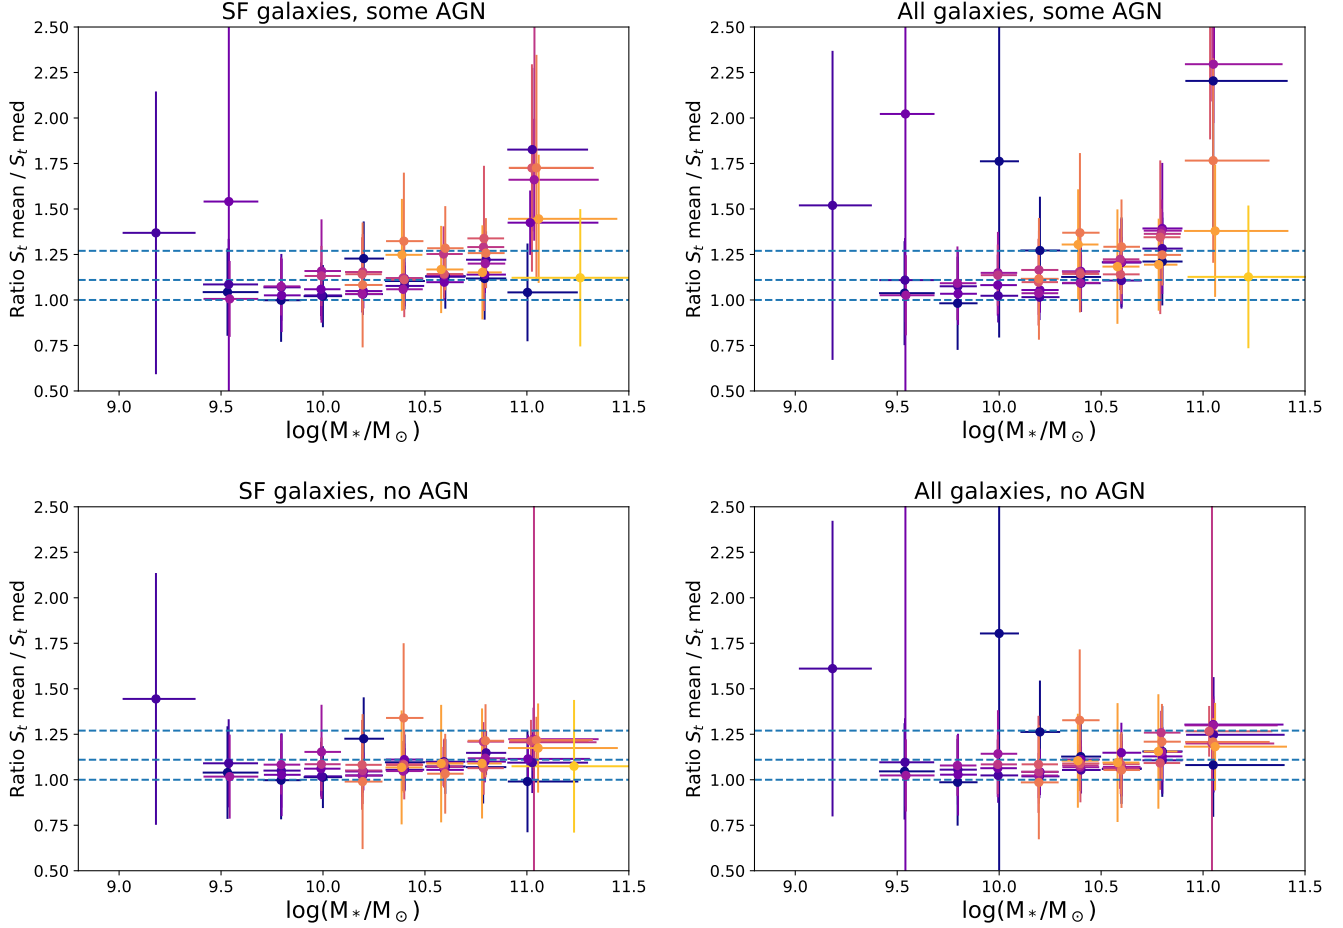 SF galaxies, some AGN
2.50
2.25
2.00
1.75
1.50
1.25
1.00
0.75
0.50
Ratio S_t mean / S_t med
9.0 9.5 10.0 10.5 11.0 11.5
log(M_*/M_⊙)
All galaxies, some AGN
2.50
2.25
2.00
1.75
1.50
1.25
1.00
0.75
0.50
Ratio S_t mean / S_t med
9.0 9.5 10.0 10.5 11.0 11.5
log(M_*/M_⊙)
SF galaxies, no AGN
2.50
2.25
2.00
1.75
1.50
1.25
1.00
0.75
0.50
Ratio S_t mean / S_t med
9.0 9.5 10.0 10.5 11.0 11.5
log(M_*/M_⊙)
All galaxies, no AGN
2.50
2.25
2.00
1.75
1.50
1.25
1.00
0.75
0.50
Ratio S_t mean / S_t med
9.0 9.5 10.0 10.5 11.0 11.5
log(M_*/M_⊙)